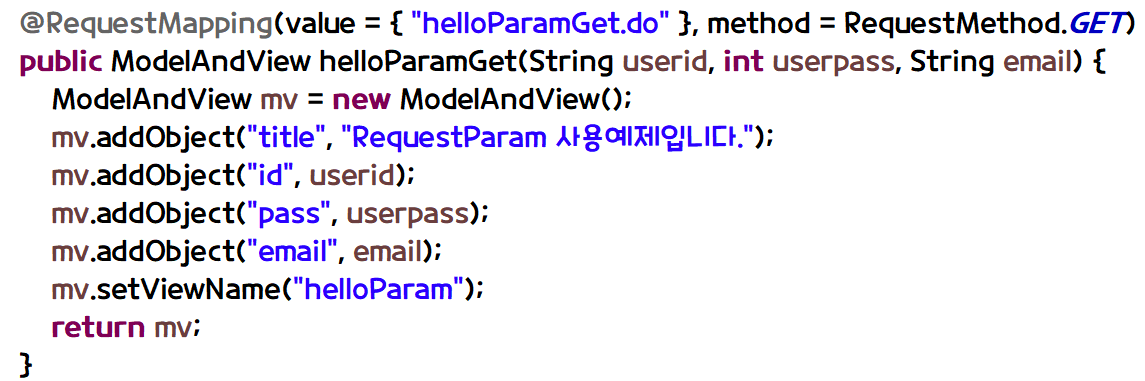 @RequestMapping(value = { "helloParamGet.do" }, method = RequestMethod.GET)
public ModelAndView helloParamGet(String userid, int userpass, String email) {
ModelAndView mv = new ModelAndView();
mv.addObject("title", "RequestParam 사용예제입니다.");
mv.addObject("id", userid);
mv.addObject("pass", userpass);
mv.addObject("email", email);
mv.setViewName("helloParam");
return mv;
}